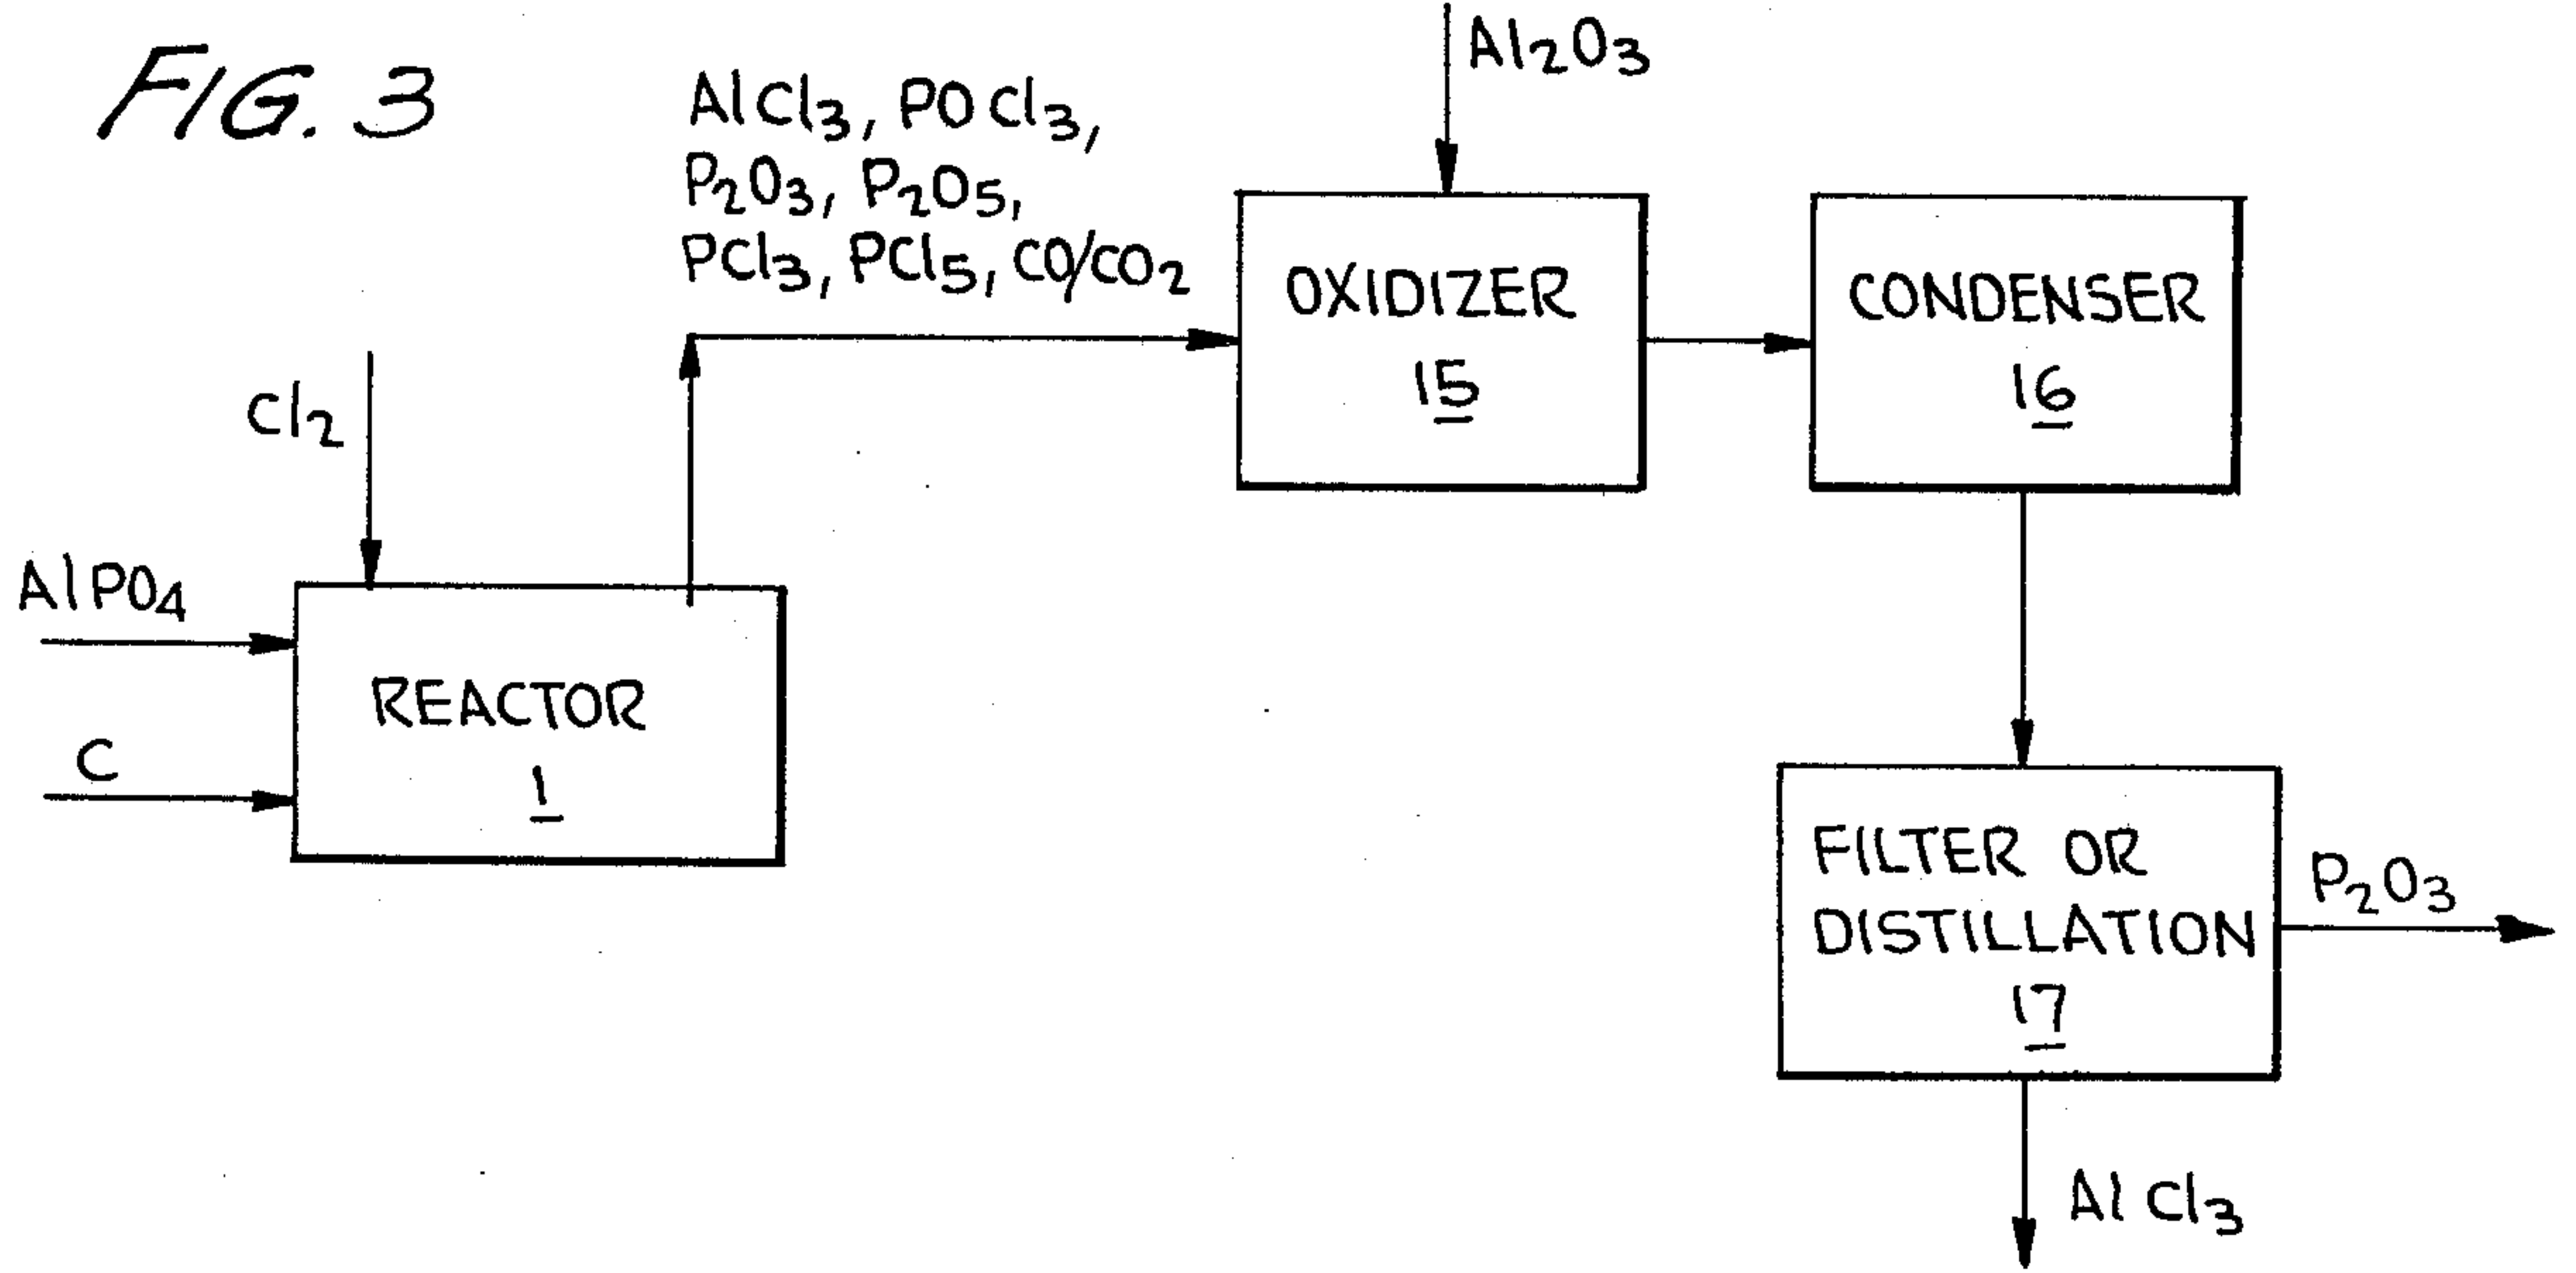 FIG. 3
Al₂O₃
AlCl₃, POCl₃,
P₂O₃, P₂O₅,
PCl₃, PCl₅, CO/CO₂
OXIDIZER
15
CONDENSER
16
Cl₂
AlPO₄
C
REACTOR
1
FILTER OR
DISTILLATION
17
P₂O₃
AlCl₃